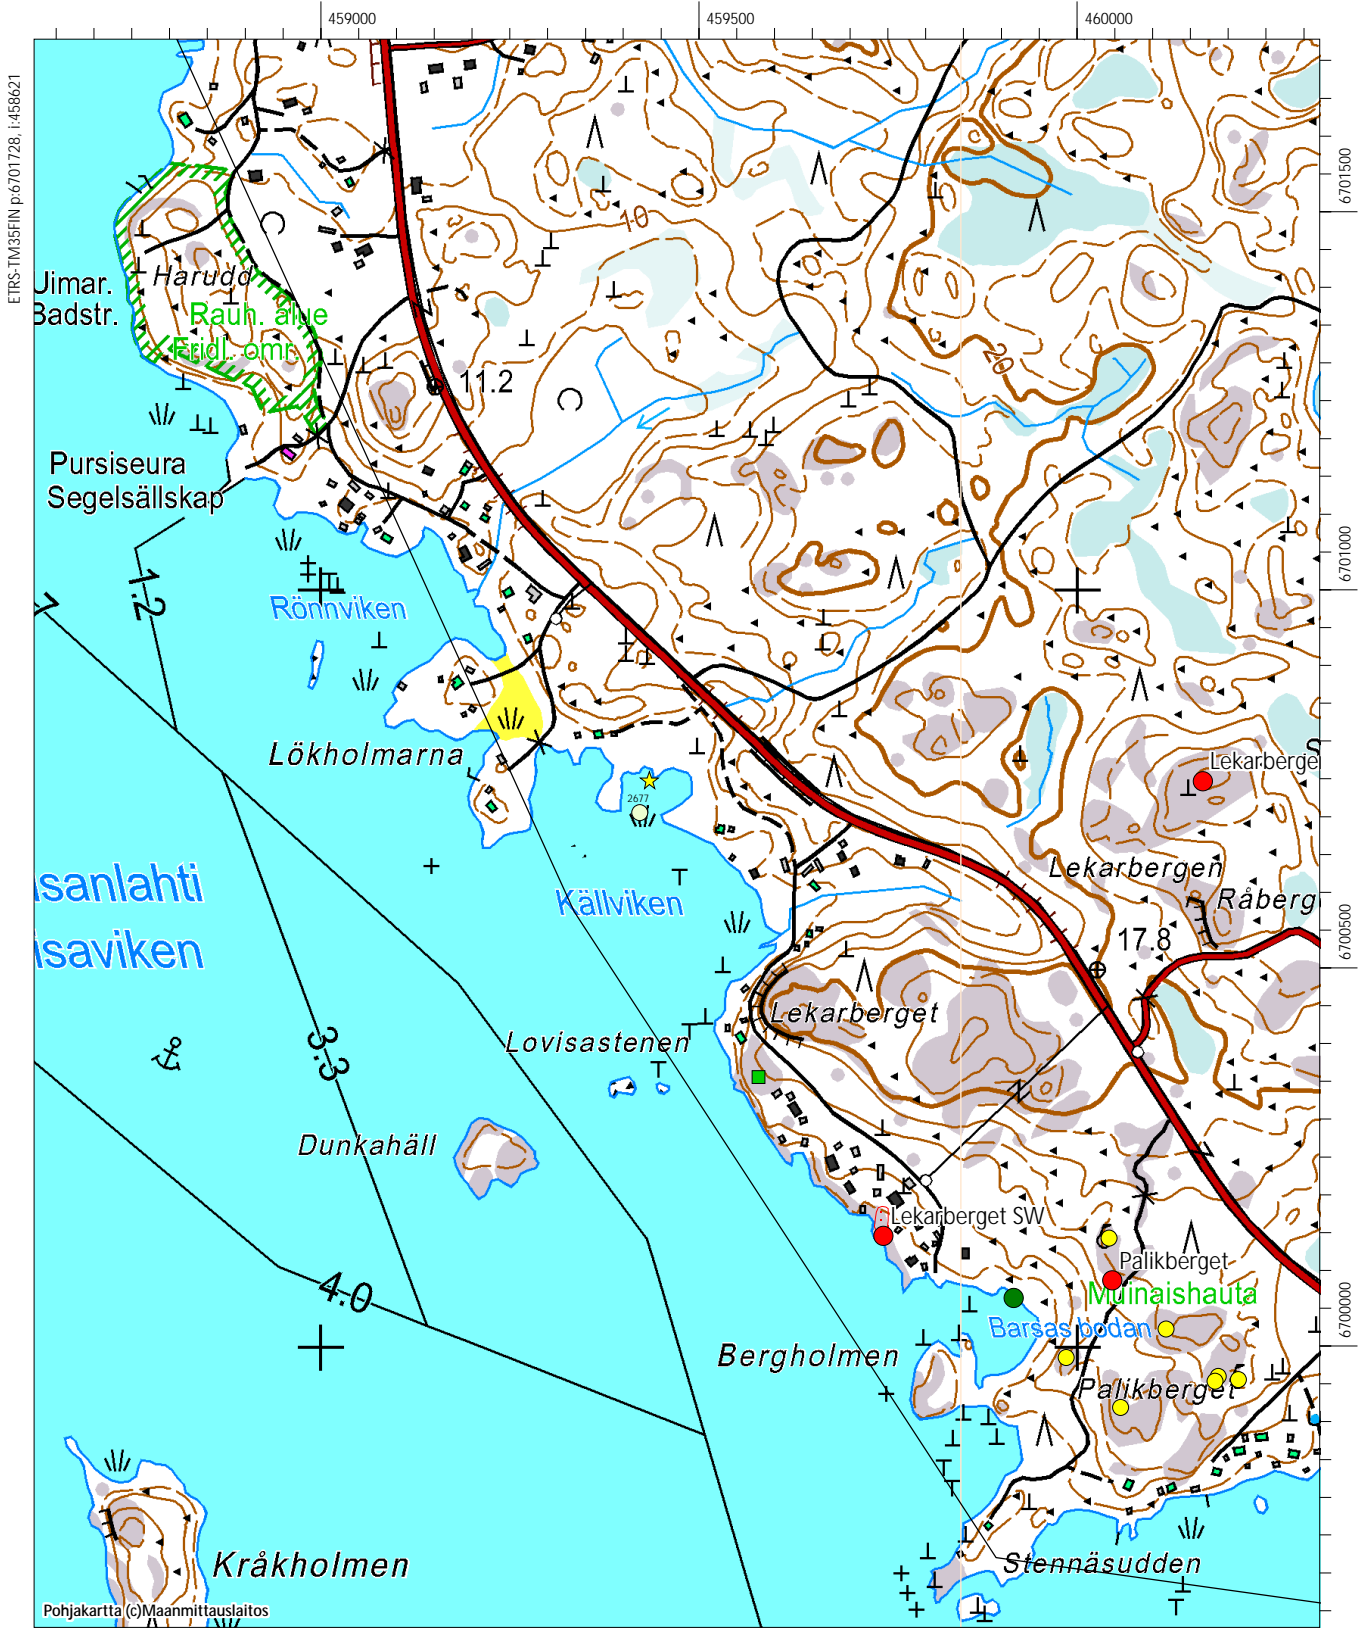 459000
459500
460000
ETRS-TM35FIN p:6701728, i:458621
6701500
10
Harudd
Uimar.
Badstr.
Rauh. alue
Fridl. omr.
20
11.2
Pursiseura
Segelsällskap
6701000
1.2
7
Rönnviken
Lökholmarna
Lekarberge
S
2677
Lekarbergen
Råberg
isanlahti
isaviken
Källviken
17.8
6700500
Lekarberget
Lovisastenen
3.3
Dunkahäll
Lekarberget SW
Palikberget
Muinaishauta
4.0
6700000
Barsas bodan
Bergholmen
Palikberget
Kråkholmen
Stennäsudden
Pohjakartta (c)Maanmittauslaitos